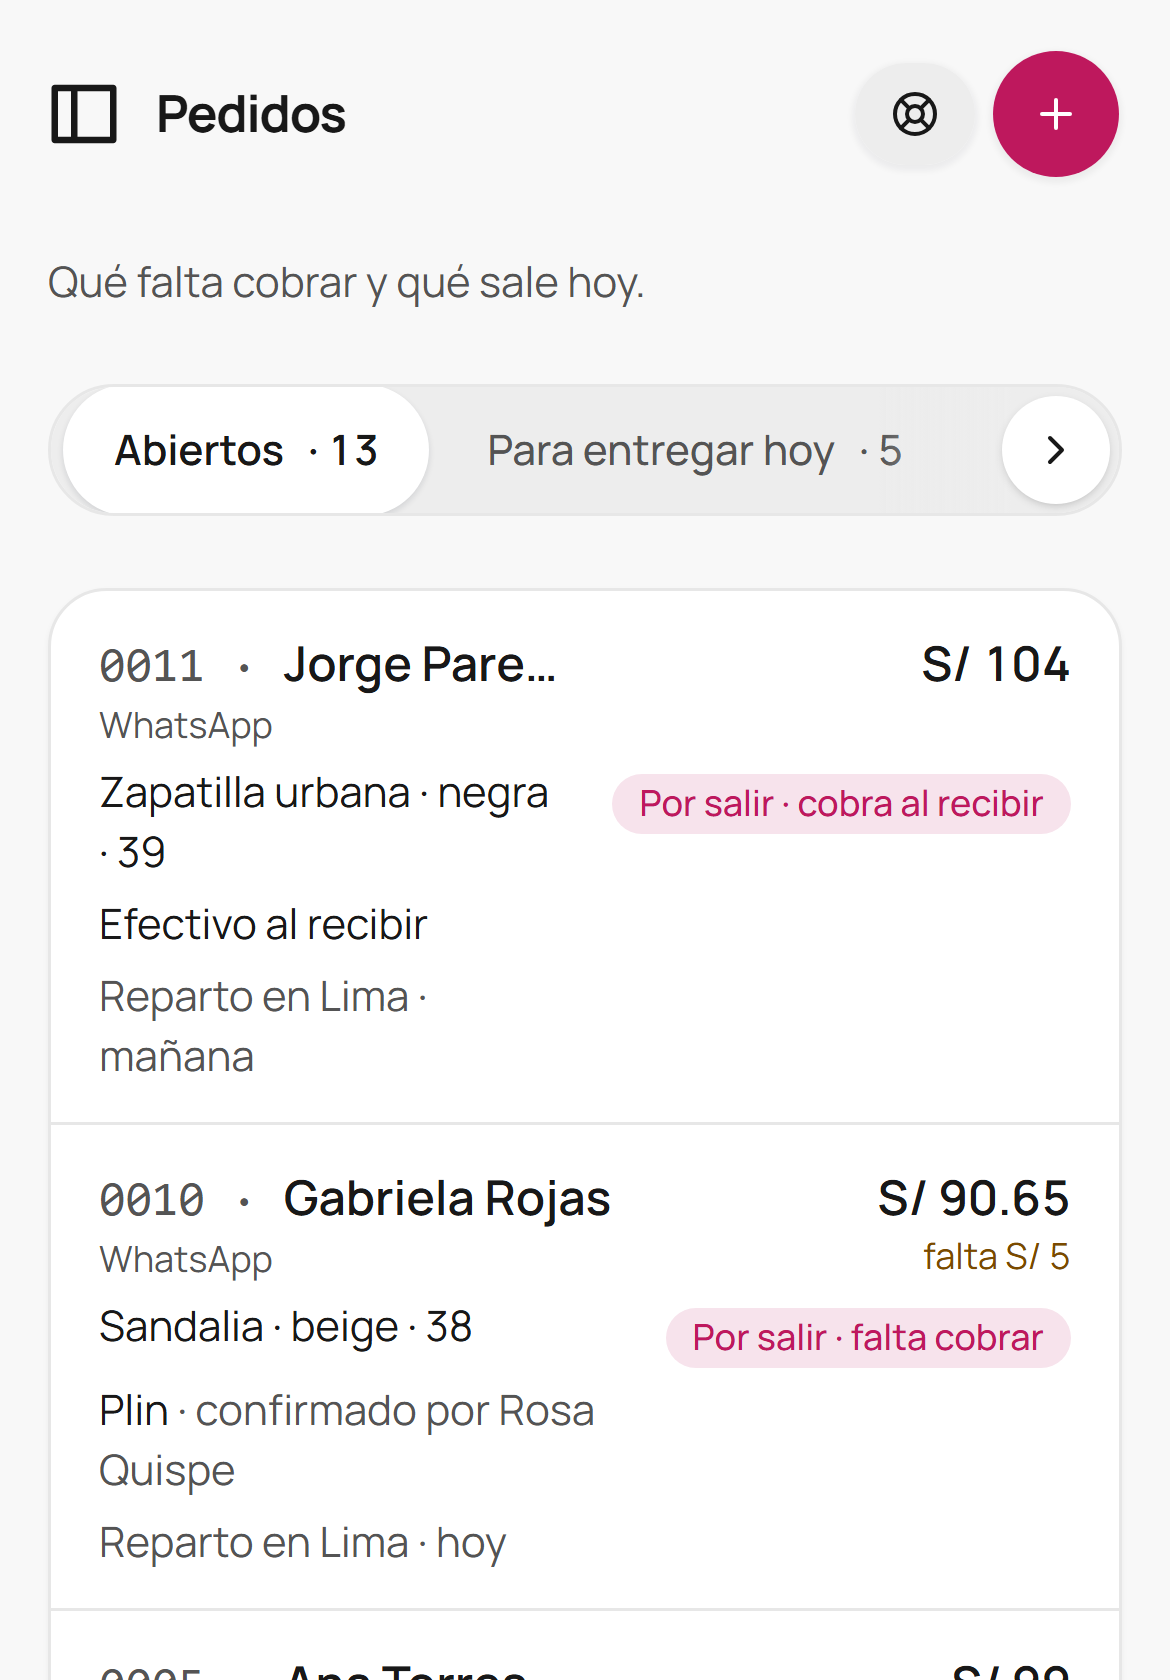 Pedidos
Qué falta cobrar y qué sale hoy.
Abiertos · 13 Para entregar hoy · 5
0011 · Jorge Pare... S/ 104
WhatsApp
Zapatilla urbana · negra Por salir · cobra al recibir
· 39
Efectivo al recibir
Reparto en Lima ·
mañana
0010 · Gabriela Rojas S/ 90.65
WhatsApp falta S/ 5
Sandalia · beige · 38 Por salir · falta cobrar
Plin · confirmado por Rosa
Quispe
Reparto en Lima · hoy